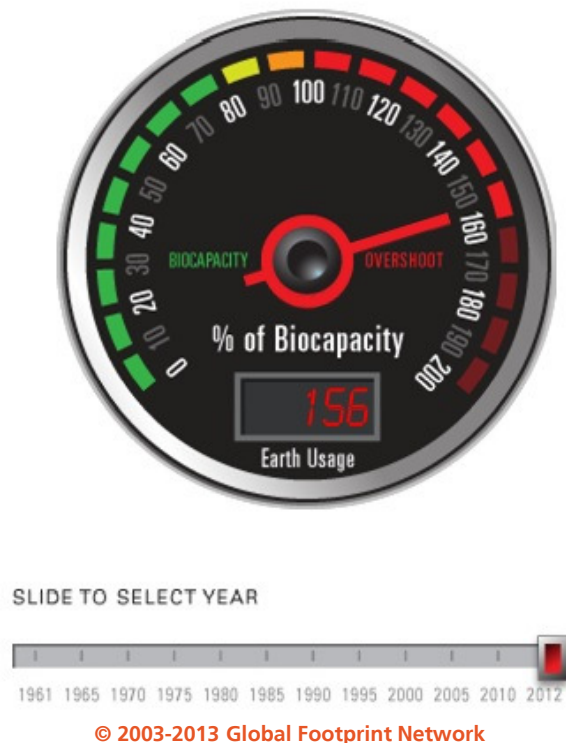 0 10 20 30 40 50 60 70 80 90 100 110 120 130 140 150 160 170 180 190 200
BIOCAPACITY OVERSHOOT
% of Biocapacity
156
Earth Usage
SLIDE TO SELECT YEAR
1961 1965 1970 1975 1980 1985 1990 1995 2000 2005 2010 2012
© 2003-2013 Global Footprint Network